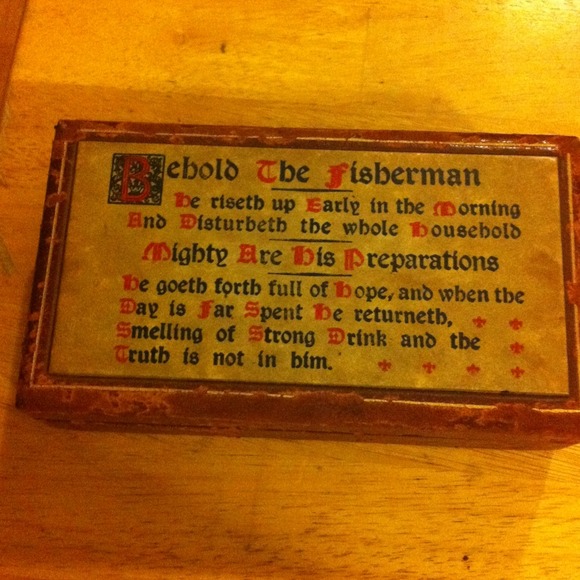 Behold The Fisherman
He riseth up Early in the Morning
And Disturbeth the whole Household
Mighty Are His Preparations
He goeth forth full of Hope, and when the
Day is Far Spent He returneth,
Smelling of Strong Drink and the
Truth is not in him.